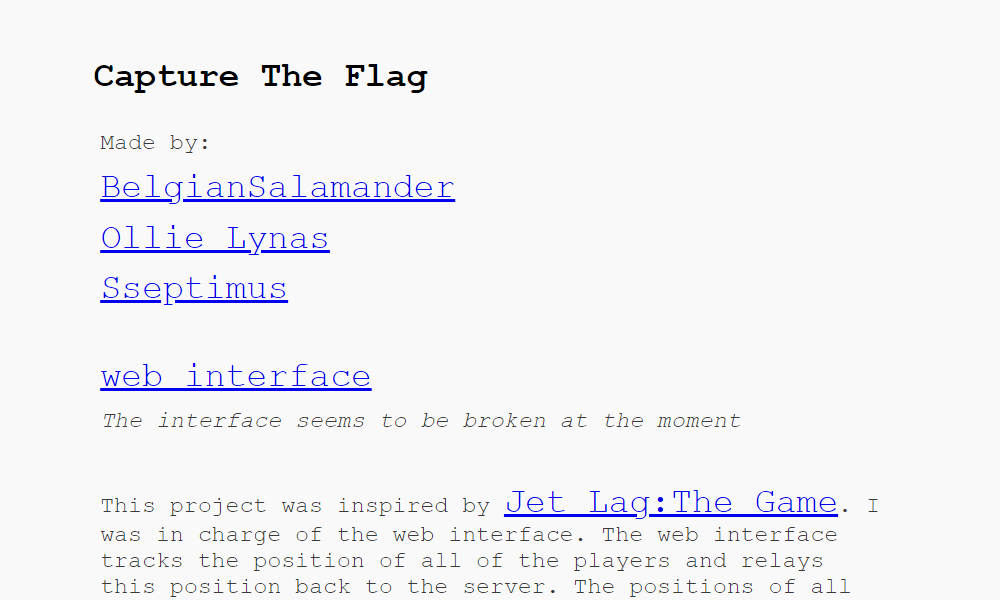 Capture The Flag
Made by:
BelgianSalamander
Ollie Lynas
Sseptimus
web interface
The interface seems to be broken at the moment
This project was inspired by Jet Lag:The Game. I
was in charge of the web interface. The web interface
tracks the position of all of the players and relays
this position back to the server. The positions of all